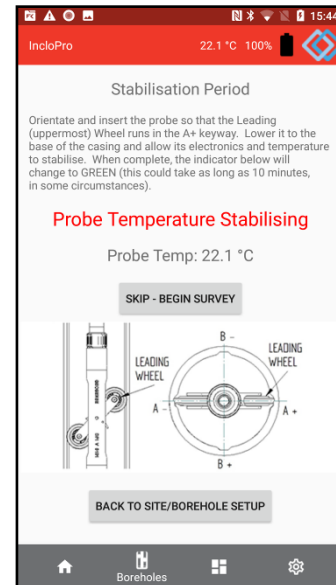 15:44
IncloPro 22.1 °C 100%
Stabilisation Period
Orientate and insert the probe so that the Leading
(uppermost) Wheel runs in the A+ keyway. Lower it to the
base of the casing and allow its electronics and temperature
to stabilise. When complete, the indicator below will
change to GREEN (this could take as long as 10 minutes,
in some circumstances).
Probe Temperature Stabilising
Probe Temp: 22.1 °C
SKIP - BEGIN SURVEY
LEADING
WHEEL
B -
LEADING
WHEEL
A -
A +
B +
BACK TO SITE/BOREHOLE SETUP
Boreholes